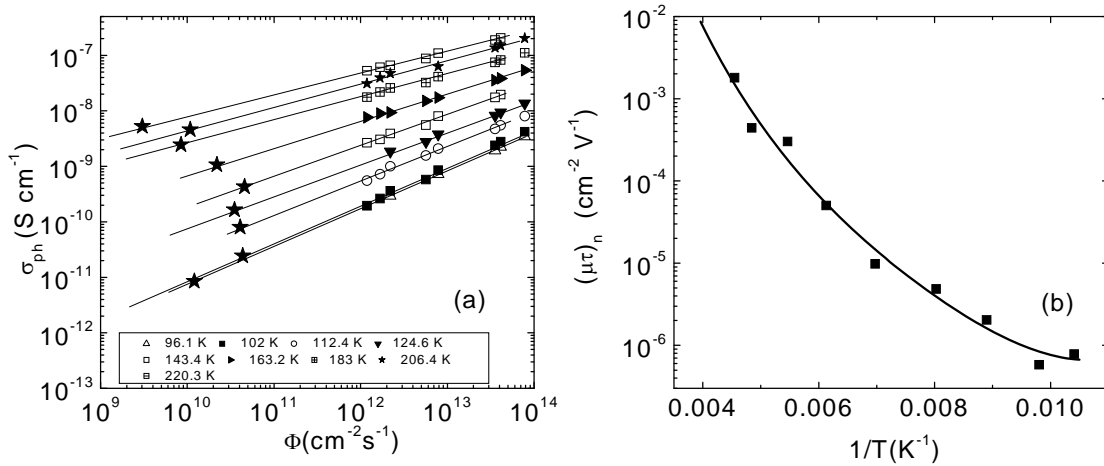 10⁻⁶
10⁻⁷
10⁻⁸
10⁻⁹
10⁻¹⁰
10⁻¹¹
10⁻¹²
10⁻¹³
σph (S cm⁻¹)
(a)
96.1 K 102 K 112.4 K 124.6 K
143.4 K 163.2 K 183 K 206.4 K
220.3 K
10⁹ 10¹⁰ 10¹¹ 10¹² 10¹³ 10¹⁴
Φ(cm⁻²s⁻¹)
10⁻²
10⁻³
10⁻⁴
10⁻⁵
10⁻⁶
(μτ)n (cm⁻² V⁻¹)
(b)
0.004 0.006 0.008 0.010
1/T(K⁻¹)